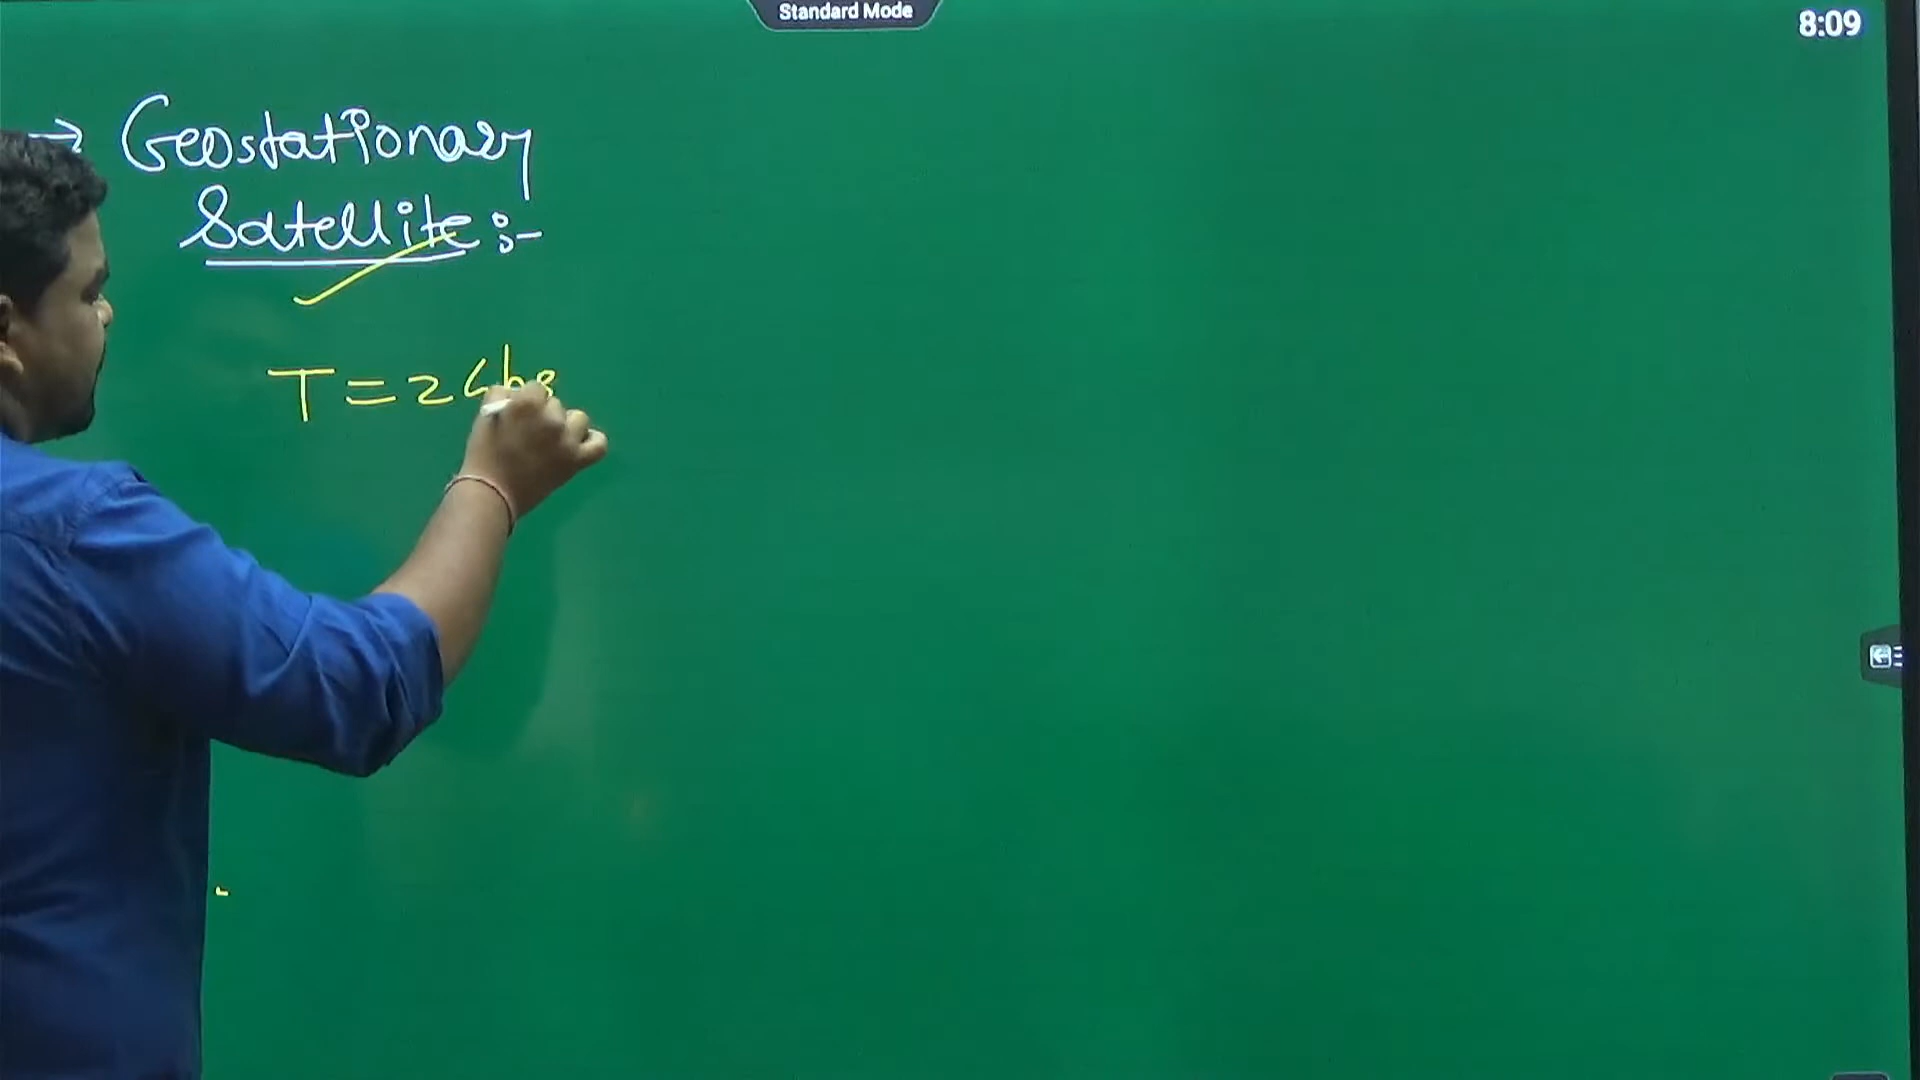 Standard Mode
8:09
→ Geostationary
Satellite :-
T = 24hr